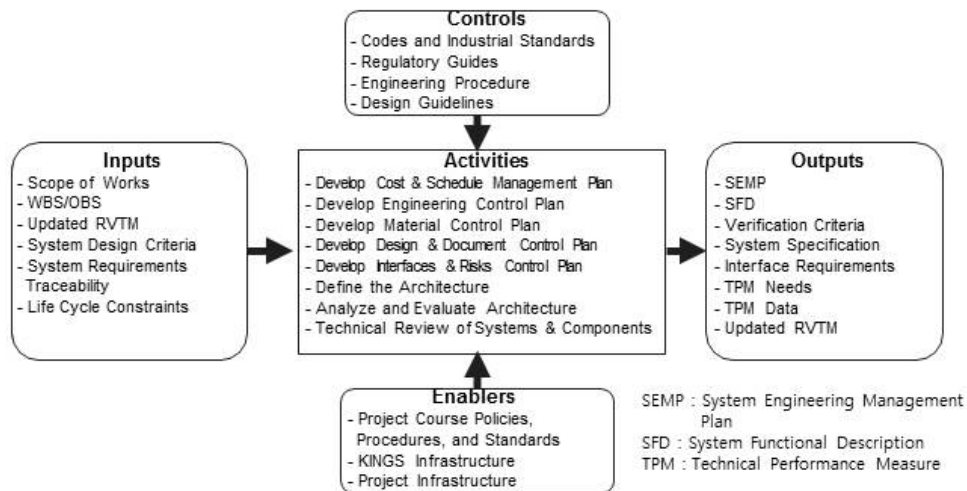 Controls
- Codes and Industrial Standards
- Regulatory Guides
- Engineering Procedure
- Design Guidelines
Inputs
- Scope of Works
- WBS/OBS
- Updated RVTM
- System Design Criteria
- System Requirements
Traceability
- Life Cycle Constraints
Activities
- Develop Cost & Schedule Management Plan
- Develop Engineering Control Plan
- Develop Material Control Plan
- Develop Design & Document Control Plan
- Develop Interfaces & Risks Control Plan
- Define the Architecture
- Analyze and Evaluate Architecture
- Technical Review of Systems & Components
Outputs
- SEMP
- SFD
- Verification Criteria
- System Specification
- Interface Requirements
- TPM Needs
- TPM Data
- Updated RVTM
Enablers
- Project Course Policies,
Procedures, and Standards
- KINGS Infrastructure
- Project Infrastructure
SEMP : System Engineering Management
Plan
SFD : System Functional Description
TPM : Technical Performance Measure